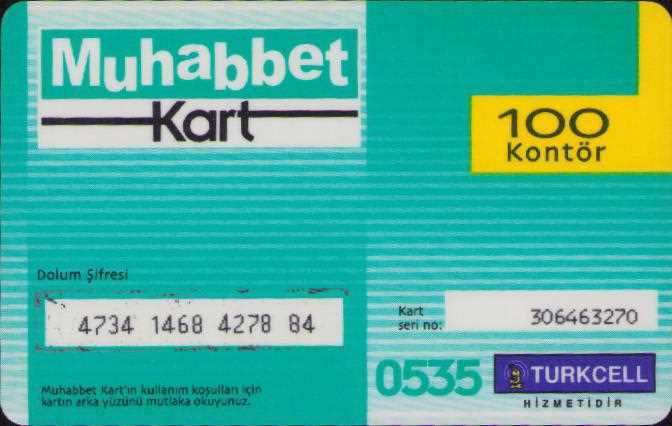 Muhabbet
Kart
100
Kontör
Dolum Şifresi
4734 1468 4278 84
Kart
seri no:
306463270
Muhabbet Kart'ın kullanım koşulları için
kartın arka yüzünü mutlaka okuyunuz.
0535
TURKCELL
HİZMETİDİR